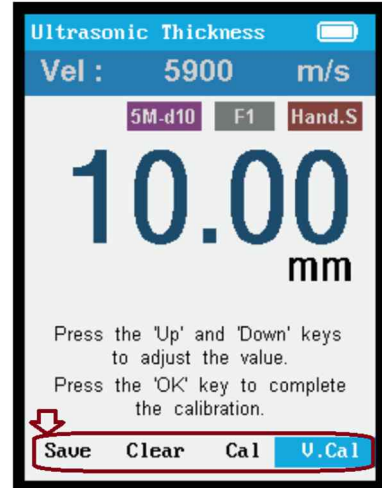 Ultrasonic Thickness
Vel : 5900 m/s
5M-d10 F1 Hand.S
10.00
mm
Press the 'Up' and 'Down' keys
to adjust the value.
Press the 'OK' key to complete
the calibration.
Save Clear Cal V.Cal